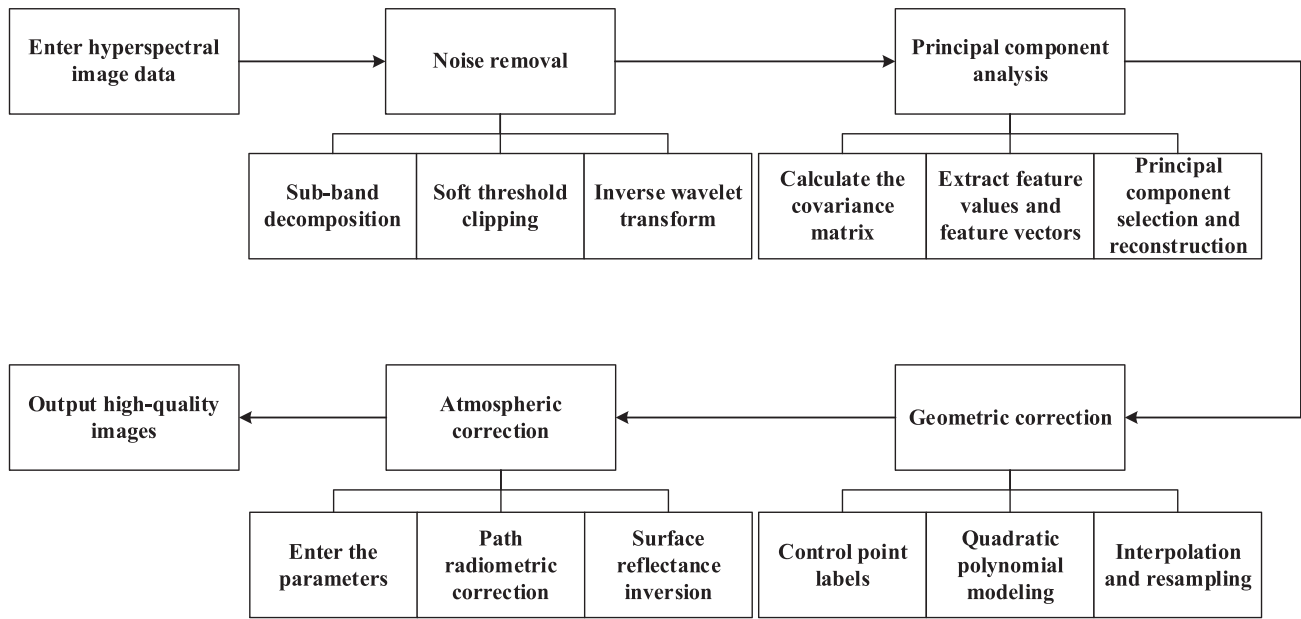 Enter hyperspectral
image data
Noise removal
Principal component
analysis
Sub-band
decomposition
Soft threshold
clipping
Inverse wavelet
transform
Calculate the
covariance
matrix
Extract feature
values and
feature vectors
Principal
component
selection and
reconstruction
Output high-quality
images
Atmospheric
correction
Geometric correction
Enter the
parameters
Path
radiometric
correction
Surface
reflectance
inversion
Control point
labels
Quadratic
polynomial
modeling
Interpolation
and resampling